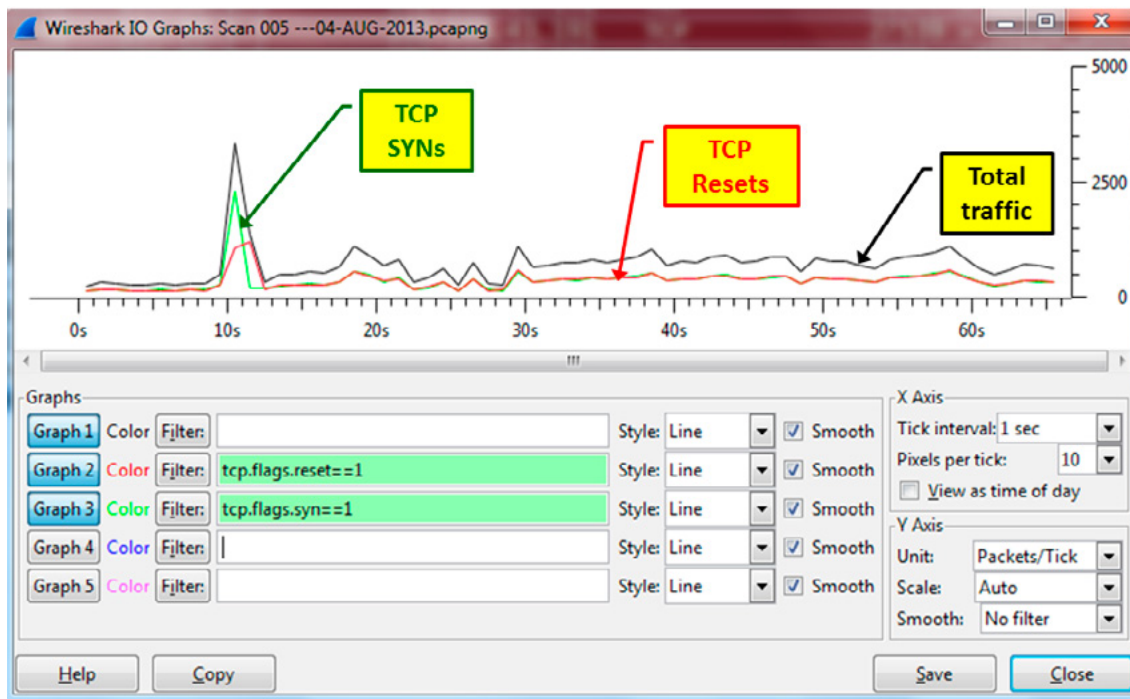 Wireshark IO Graphs: Scan 005 ---04-AUG-2013.pcapng
5000
TCP
SYNs
TCP
Resets
Total
traffic
2500
0
0s 10s 20s 30s 40s 50s 60s
Graphs
Graph 1 Color Filter: Style: Line Smooth
Graph 2 Color Filter: tcp.flags.reset==1 Style: Line Smooth
Graph 3 Color Filter: tcp.flags.syn==1 Style: Line Smooth
Graph 4 Color Filter: Style: Line Smooth
Graph 5 Color Filter: Style: Line Smooth
X Axis
Tick interval: 1 sec
Pixels per tick: 10
View as time of day
Y Axis
Unit: Packets/Tick
Scale: Auto
Smooth: No filter
Help Copy Save Close